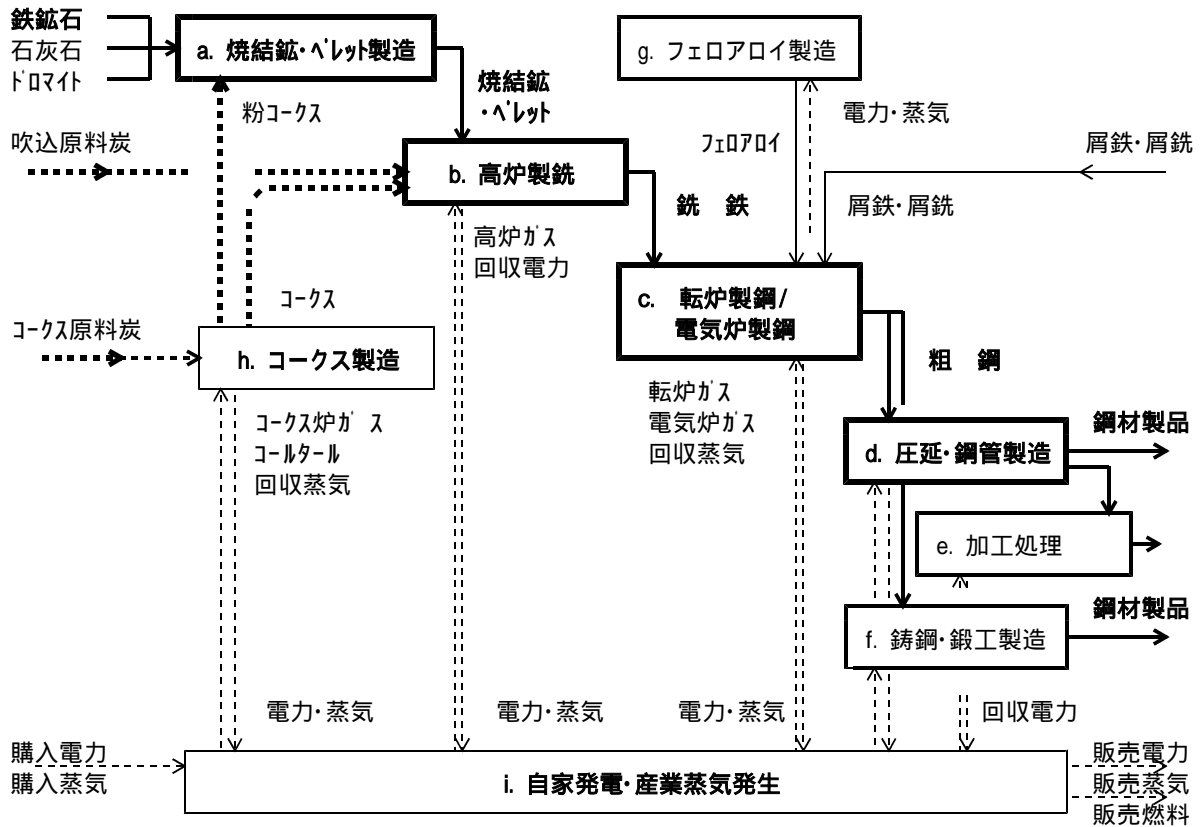 鉄鉱石
石灰石
ﾄﾞﾛﾏｲﾄ
a. 焼結鉱･ﾍﾟﾚｯﾄ製造
g. フェロアロイ製造
焼結鉱
･ﾍﾟﾚｯﾄ
粉ｺｰｸｽ
電力･蒸気
吹込原料炭
ﾌｪﾛｱﾛｲ
屑鉄･屑銑
b. 高炉製銑
銑　鉄
屑鉄･屑銑
高炉ｶﾞｽ
回収電力
c. 転炉製鋼/
電気炉製鋼
ｺｰｸｽ
ｺｰｸｽ原料炭
h. コークス製造
粗　鋼
転炉ｶﾞｽ
電気炉ｶﾞｽ
回収蒸気
ｺｰｸｽ炉ｶﾞｽ
ｺｰﾙﾀｰﾙ
回収蒸気
鋼材製品
d. 圧延･鋼管製造
e. 加工処理
鋼材製品
f. 鋳鋼･鍛工製造
電力･蒸気
電力･蒸気
電力･蒸気
回収電力
購入電力
購入蒸気
i. 自家発電･産業蒸気発生
販売電力
販売蒸気
販売燃料